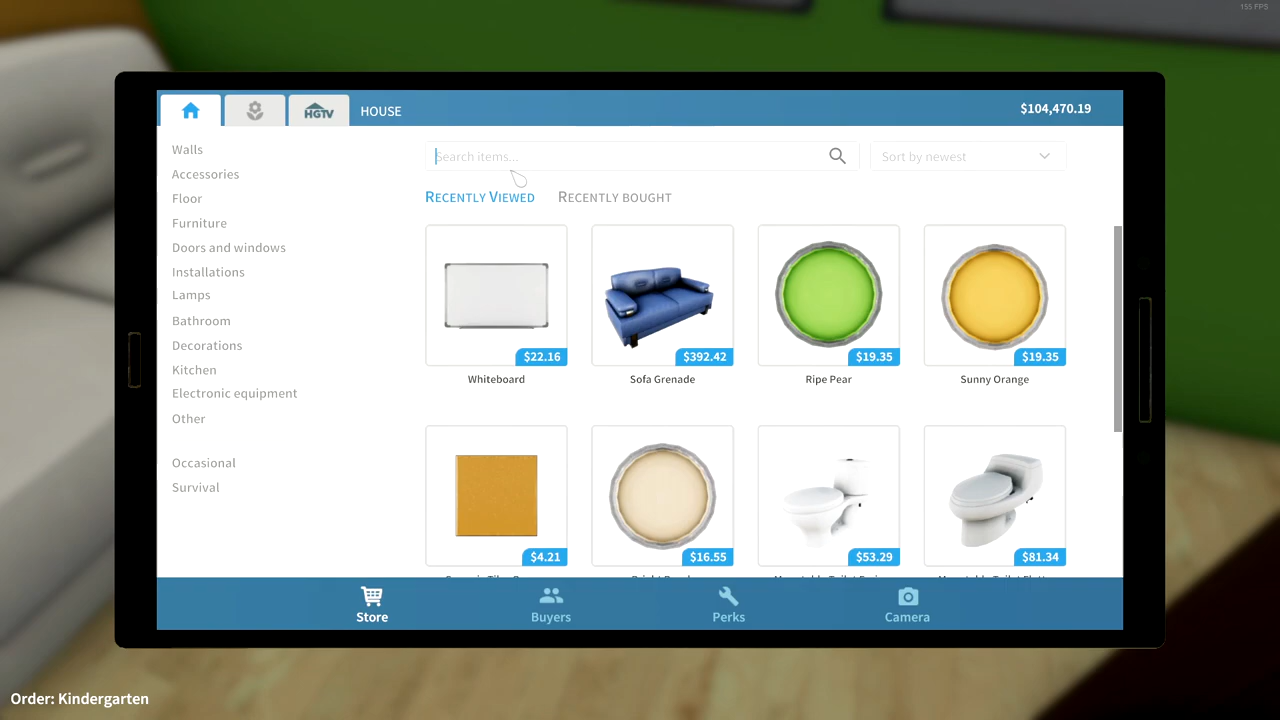 155 FPS
HGTV
HOUSE
$104,470.19
Walls
Accessories
Floor
Furniture
Doors and windows
Installations
Lamps
Bathroom
Decorations
Kitchen
Electronic equipment
Other
Occasional
Survival
Search items...
Sort by newest
RECENTLY VIEWED
RECENTLY BOUGHT
$22.16
$392.42
$19.35
$19.35
Whiteboard
Sofa Grenade
Ripe Pear
Sunny Orange
$4.21
$16.55
$53.29
$81.34
Store
Buyers
Perks
Camera
Order: Kindergarten